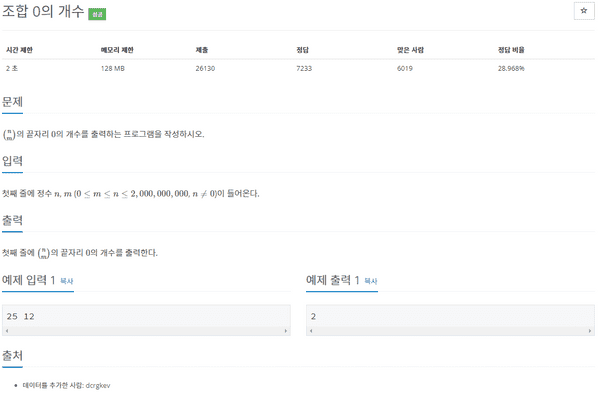 조합 0의 개수 성공
☆
시간 제한 메모리 제한 제출 정답 맞은 사람 정답 비율
2 초 128 MB 26130 7233 6019 28.968%
문제
(n m)의 끝자리 0의 개수를 출력하는 프로그램을 작성하시오.
입력
첫째 줄에 정수 n, m (0 ≤ m ≤ n ≤ 2,000,000,000, n ≠ 0)이 들어온다.
출력
첫째 줄에 (n m)의 끝자리 0의 개수를 출력한다.
예제 입력 1 복사 예제 출력 1 복사
25 12 2
출처
• 데이터를 추가한 사람: dcrgkev